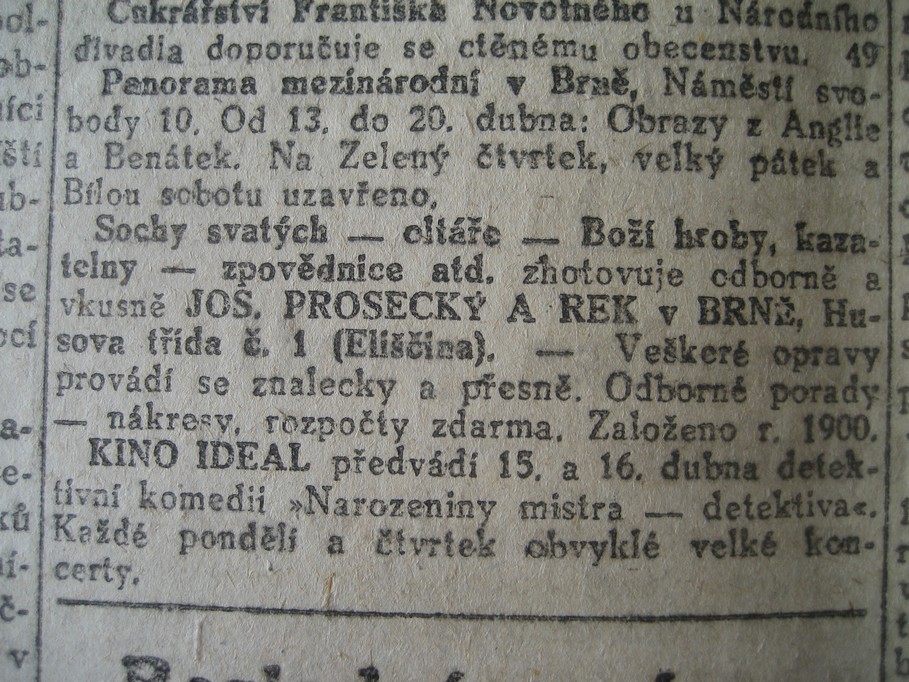 Cukrářství Františka Novotného u Národního
divadla doporučuje se ctěnému obecenstvu. 49
Panorama mezinárodní v Brně, Náměstí svo-
body 10. Od 13. do 20. dubna: Obrazy z Anglie
a Benátek. Na Zelený čtvrtek, velký pátek a
Bílou sobotu uzavřeno.
Sochy svatých — oltáře — Boží hroby, kaza-
telny — zpovědnice atd. zhotovuje odborně a
vkusně JOS. PROSECKÝ A REK v BRNĚ, Hu-
sova třída č. 1 (Eliščina). — Veškeré opravy
provádí se znalecky a přesně. Odborné porady
— nákresy, rozpočty zdarma. Založeno r. 1900.
KINO IDEAL předvádí 15. a 16. dubna detek-
tivní komedii »Narozeniny mistra — detektiva«.
Každé pondělí a čtvrtek obvyklé velké kon-
certy.